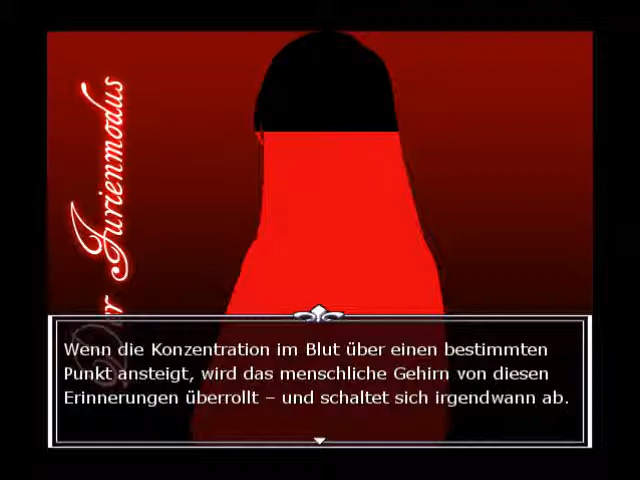 Der Furienmodus
Wenn die Konzentration im Blut über einen bestimmten
Punkt ansteigt, wird das menschliche Gehirn von diesen
Erinnerungen überrollt – und schaltet sich irgendwann ab.